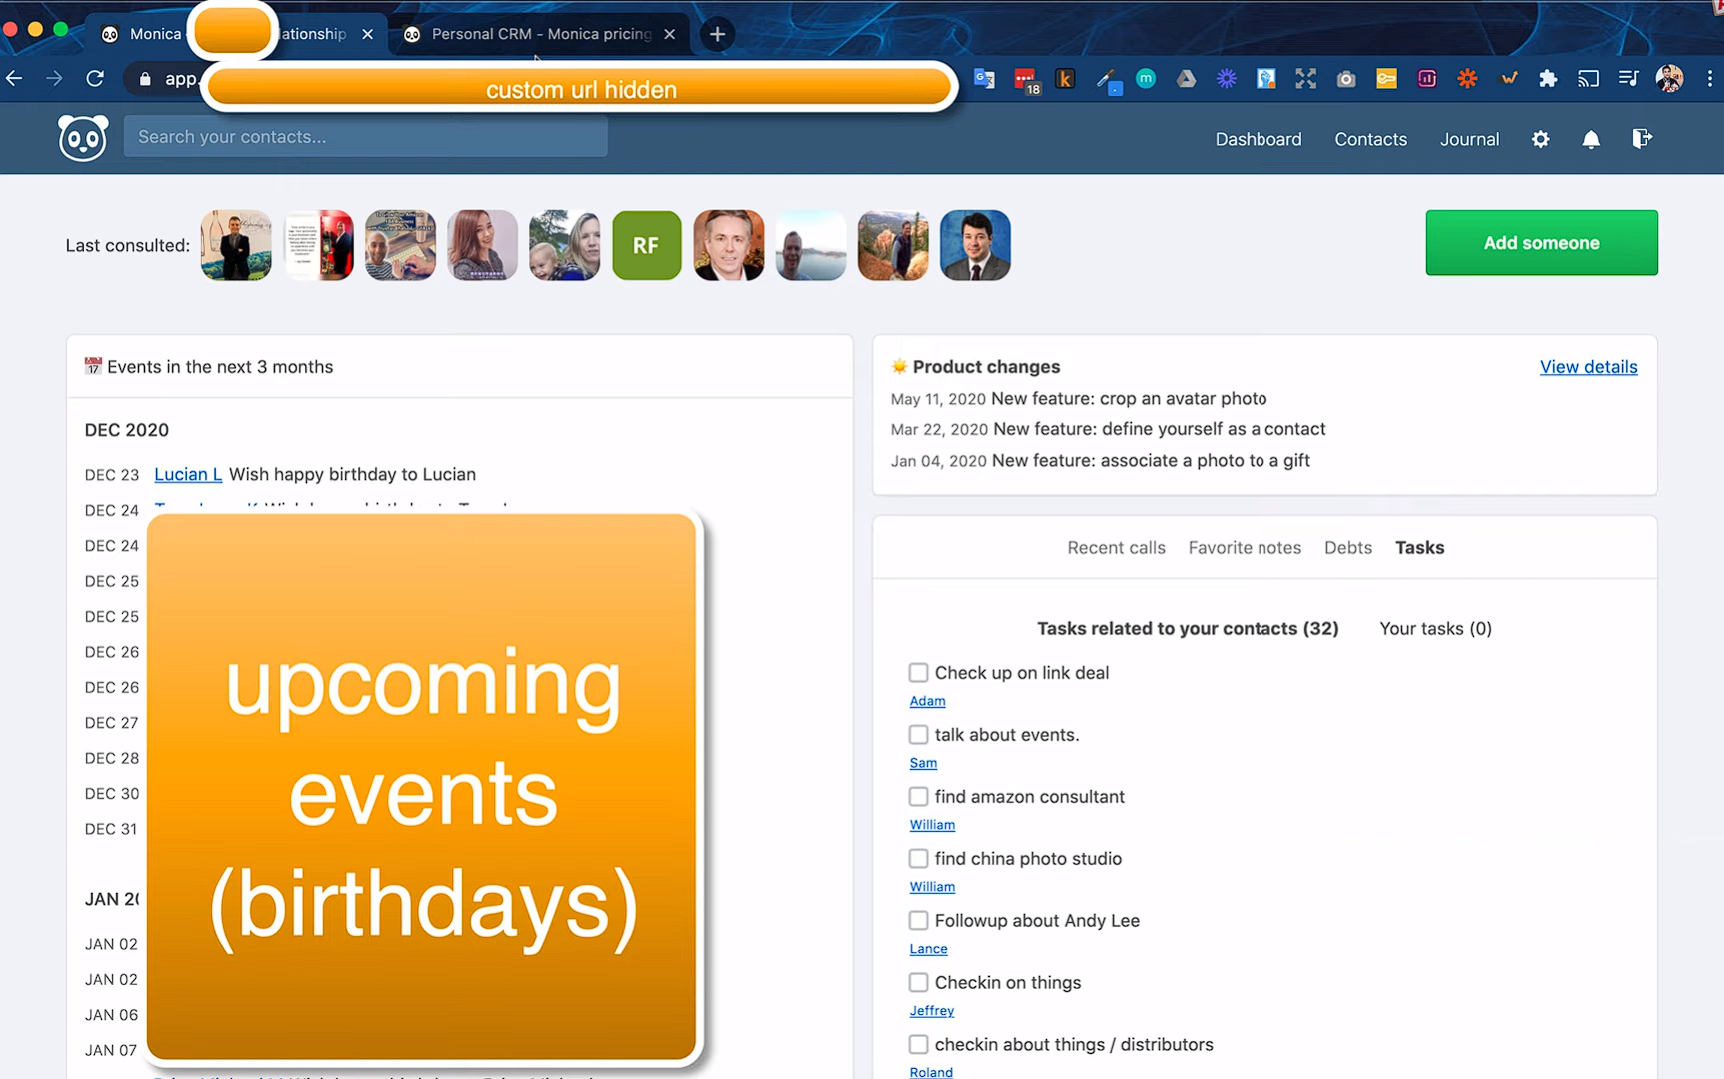 Monica - lationship
Personal CRM - Monica pricing
app.
custom url hidden
18
Search your contacts...
Dashboard
Contacts
Journal
Last consulted:
RF
Add someone
Events in the next 3 months
DEC 2020
DEC 23 Lucian L Wish happy birthday to Lucian
DEC 24
DEC 24
DEC 25
DEC 25
DEC 26
DEC 26
DEC 27
DEC 28
DEC 30
DEC 31
JAN 20
JAN 02
JAN 02
JAN 06
JAN 07
upcoming
events
(birthdays)
Product changes
View details
May 11, 2020 New feature: crop an avatar photo
Mar 22, 2020 New feature: define yourself as a contact
Jan 04, 2020 New feature: associate a photo to a gift
Recent calls
Favorite notes
Debts
Tasks
Tasks related to your contacts (32)
Your tasks (0)
Check up on link deal
Adam
talk about events.
Sam
find amazon consultant
William
find china photo studio
William
Followup about Andy Lee
Lance
Checkin on things
Jeffrey
checkin about things / distributors
Roland